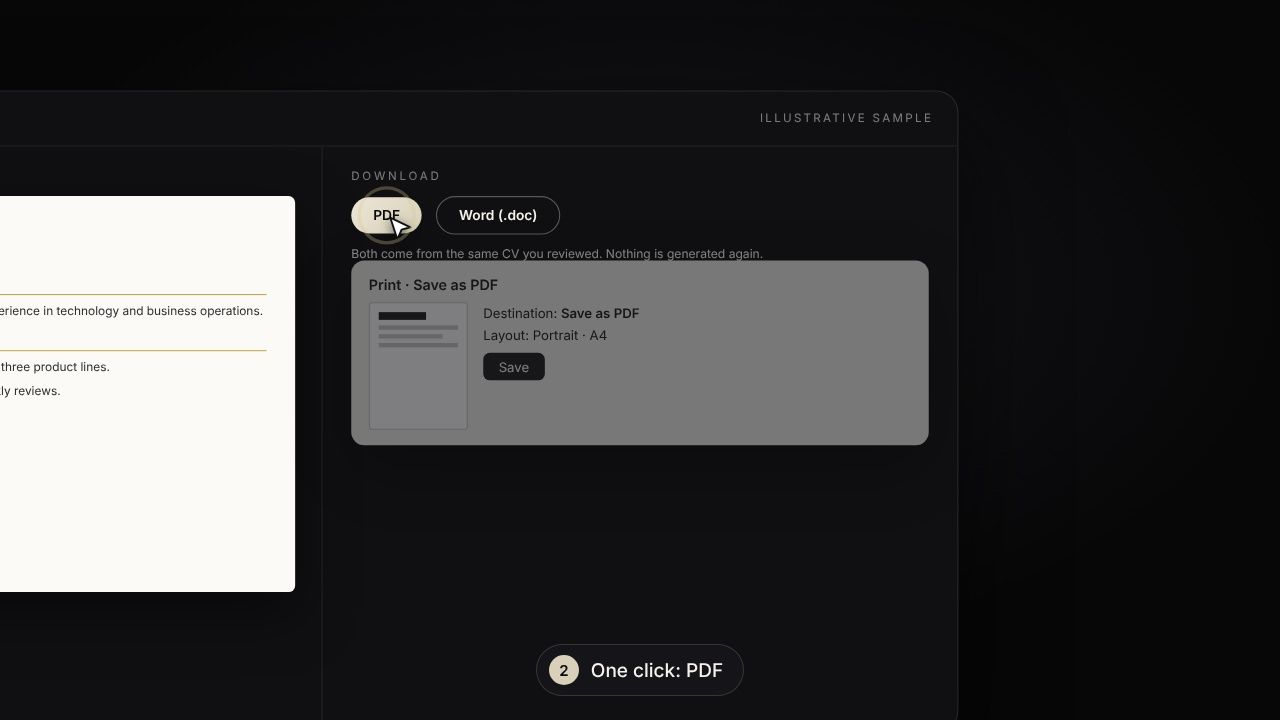 ILLUSTRATIVE SAMPLE
erience in technology and business operations.
three product lines.
ly reviews.
DOWNLOAD
PDF
Word (.doc)
Both come from the same CV you reviewed. Nothing is generated again.
Print · Save as PDF
Destination: Save as PDF
Layout: Portrait · A4
Save
2
One click: PDF